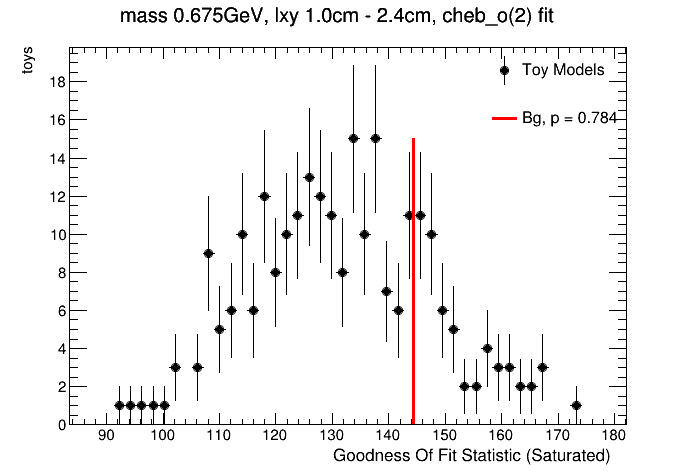 mass 0.675GeV, lxy 1.0cm - 2.4cm, cheb_o(2) fit
toys
Toy Models
Bg, p = 0.784
18
16
14
12
10
8
6
4
2
0
90 100 110 120 130 140 150 160 170 180
Goodness Of Fit Statistic (Saturated)